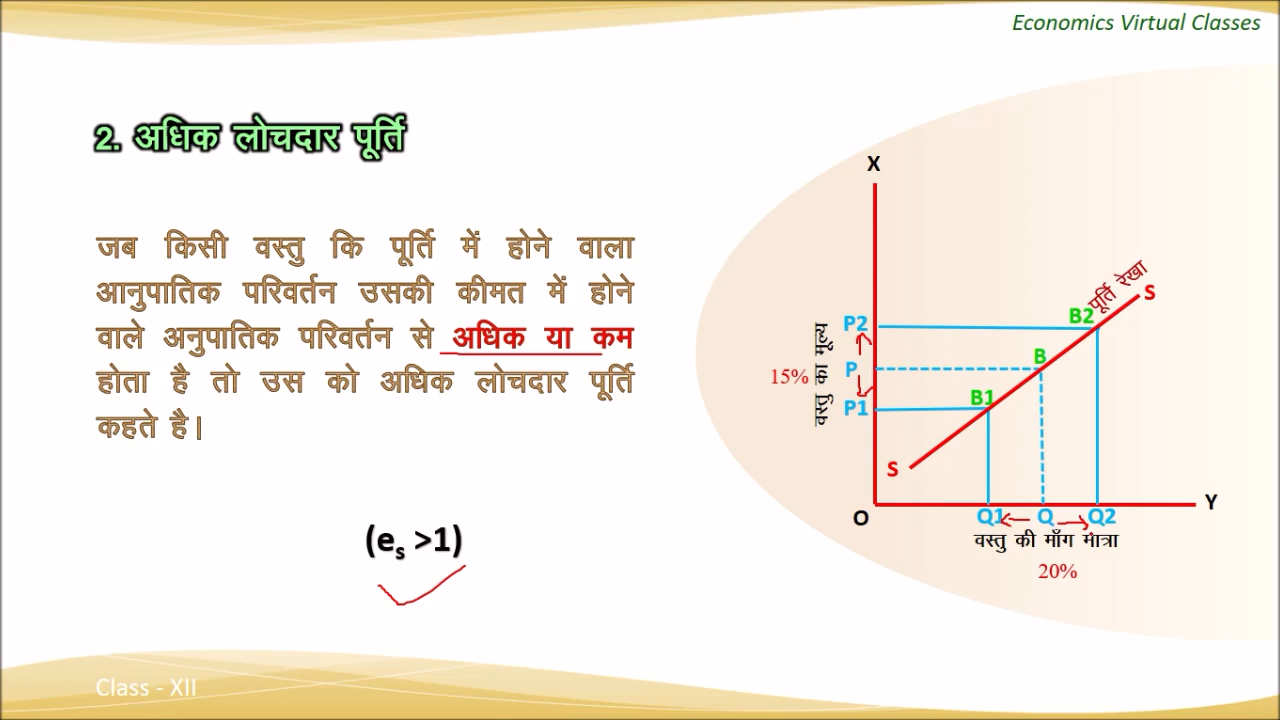 Economics Virtual Classes
2. अधिक लोचदार पूर्ति
जब किसी वस्तु कि पूर्ति में होने वाला
आनुपातिक परिवर्तन उसकी कीमत में होने
वाले अनुपातिक परिवर्तन से अधिक या कम
होता है तो उस को अधिक लोचदार पूर्ति
कहते है।
(es >1)
X
पूर्ति रेखा
S
B2
P2
B
P
15%
वस्तु का मूल्य
B1
P1
S
O
Y
Q1
Q
Q2
वस्तु की माँग मात्रा
20%
Class - XII